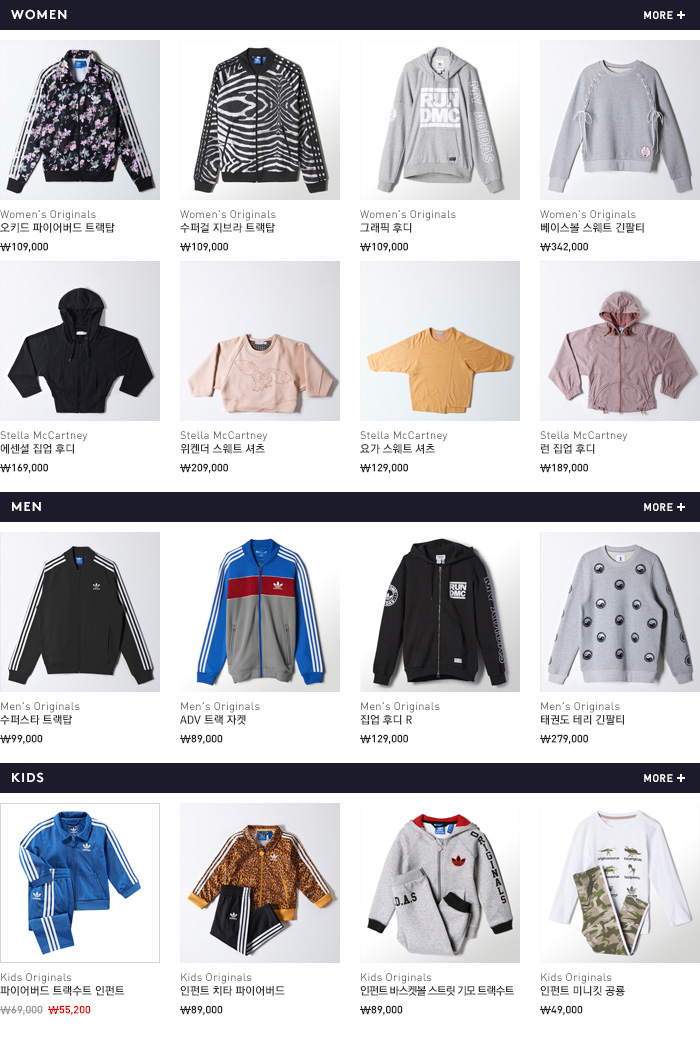 WOMEN
MORE +
RUN
DMC
MY ADIDAS
Women's Originals
오키드 파이어버드 트랙탑
₩109,000
Women's Originals
수퍼걸 지브라 트랙탑
₩109,000
Women's Originals
그래픽 후디
₩109,000
Women's Originals
베이스볼 스웨트 긴팔티
₩342,000
Stella McCartney
에센셜 집업 후디
₩169,000
Stella McCartney
위켄더 스웨트 셔츠
₩209,000
Stella McCartney
요가 스웨트 셔츠
₩129,000
Stella McCartney
런 집업 후디
₩189,000
MEN
MORE +
RUN
DMC
MY ADIDAS
Men's Originals
수퍼스타 트랙탑
₩99,000
Men's Originals
ADV 트랙 자켓
₩89,000
Men's Originals
집업 후디 R
₩129,000
Men's Originals
태권도 테리 긴팔티
₩279,000
KIDS
MORE +
ORIGINALS
D.A.S
Kids Originals
파이어버드 트랙수트 인펀트
₩69,000 ₩55,200
Kids Originals
인펀트 치타 파이어버드
₩89,000
Kids Originals
인펀트 바스켓볼 스트릿 기모 트랙수트
₩89,000
Kids Originals
인펀트 미니킷 공룡
₩49,000